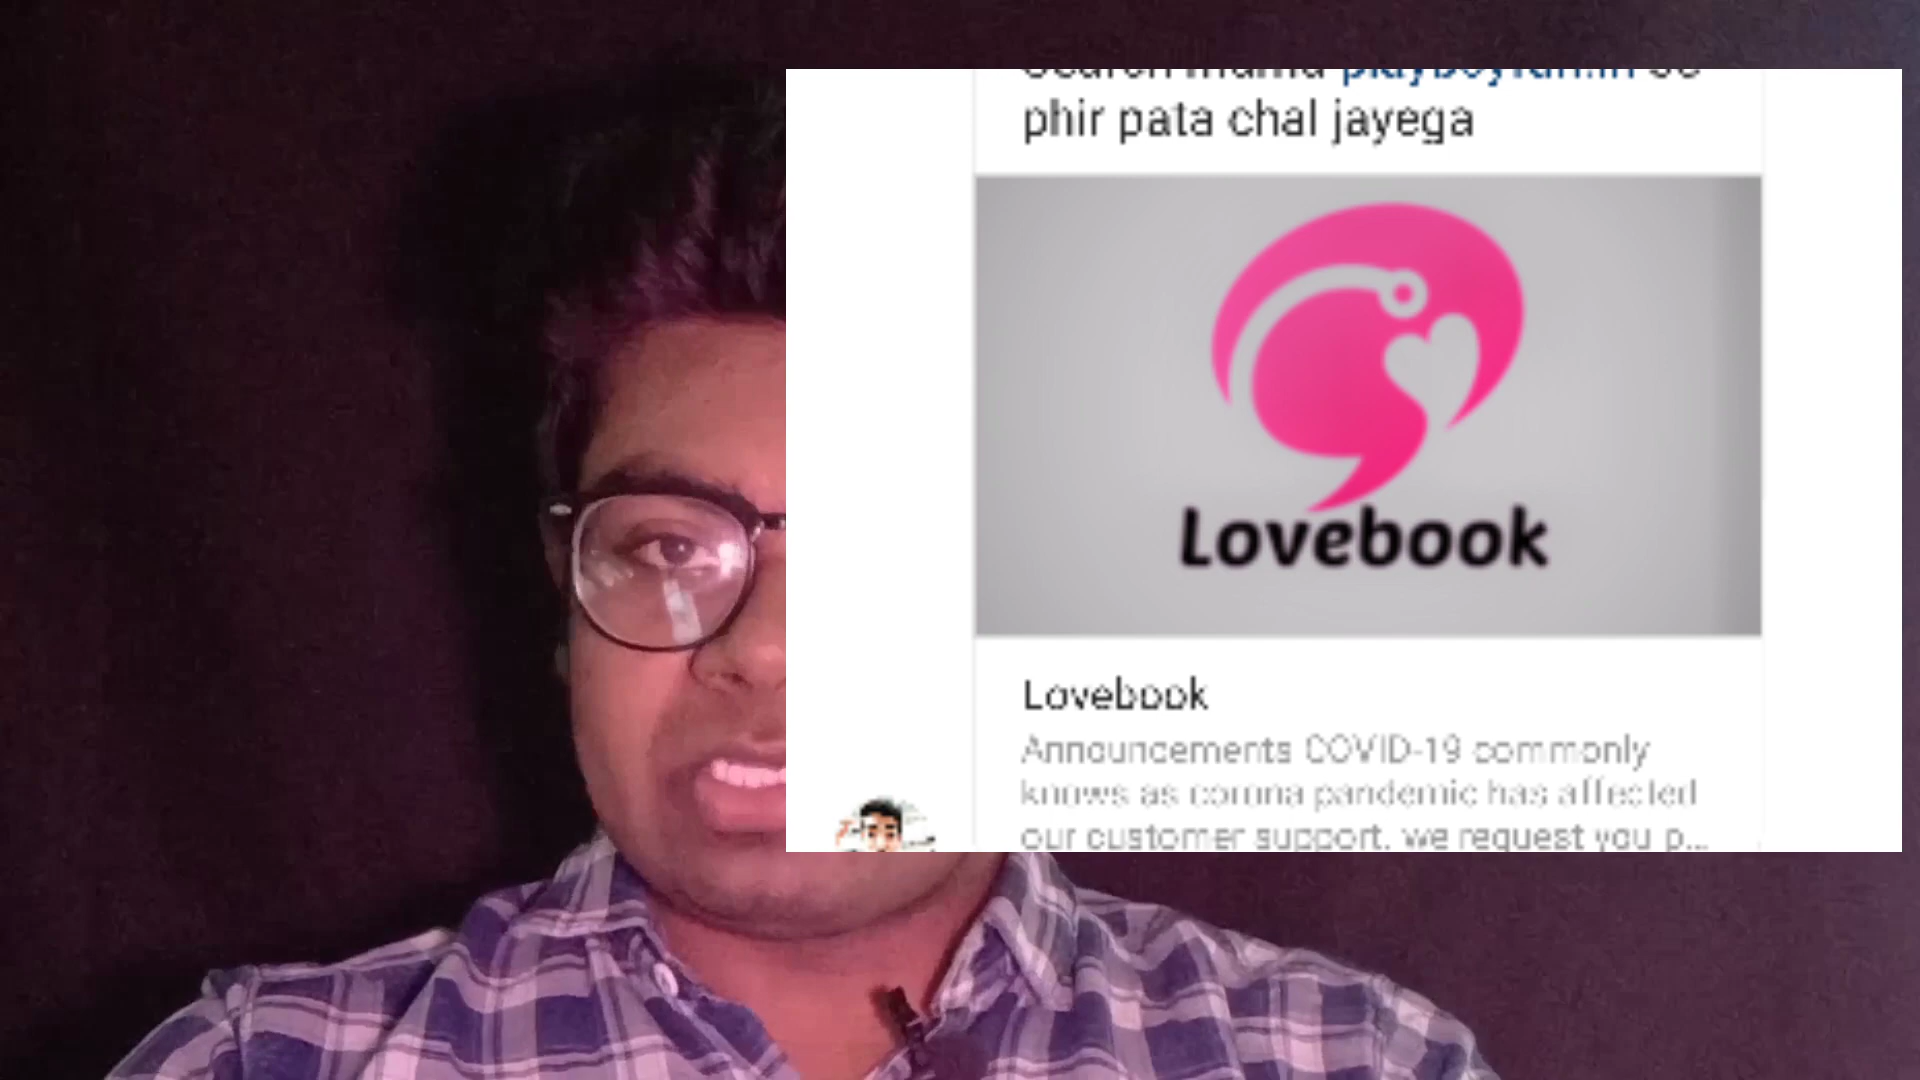 phir pata chal jayega
Lovebook
Lovebook
Announcements COVID-19 commonly
knows as corona pandemic has affected
our customer support. we request you p...